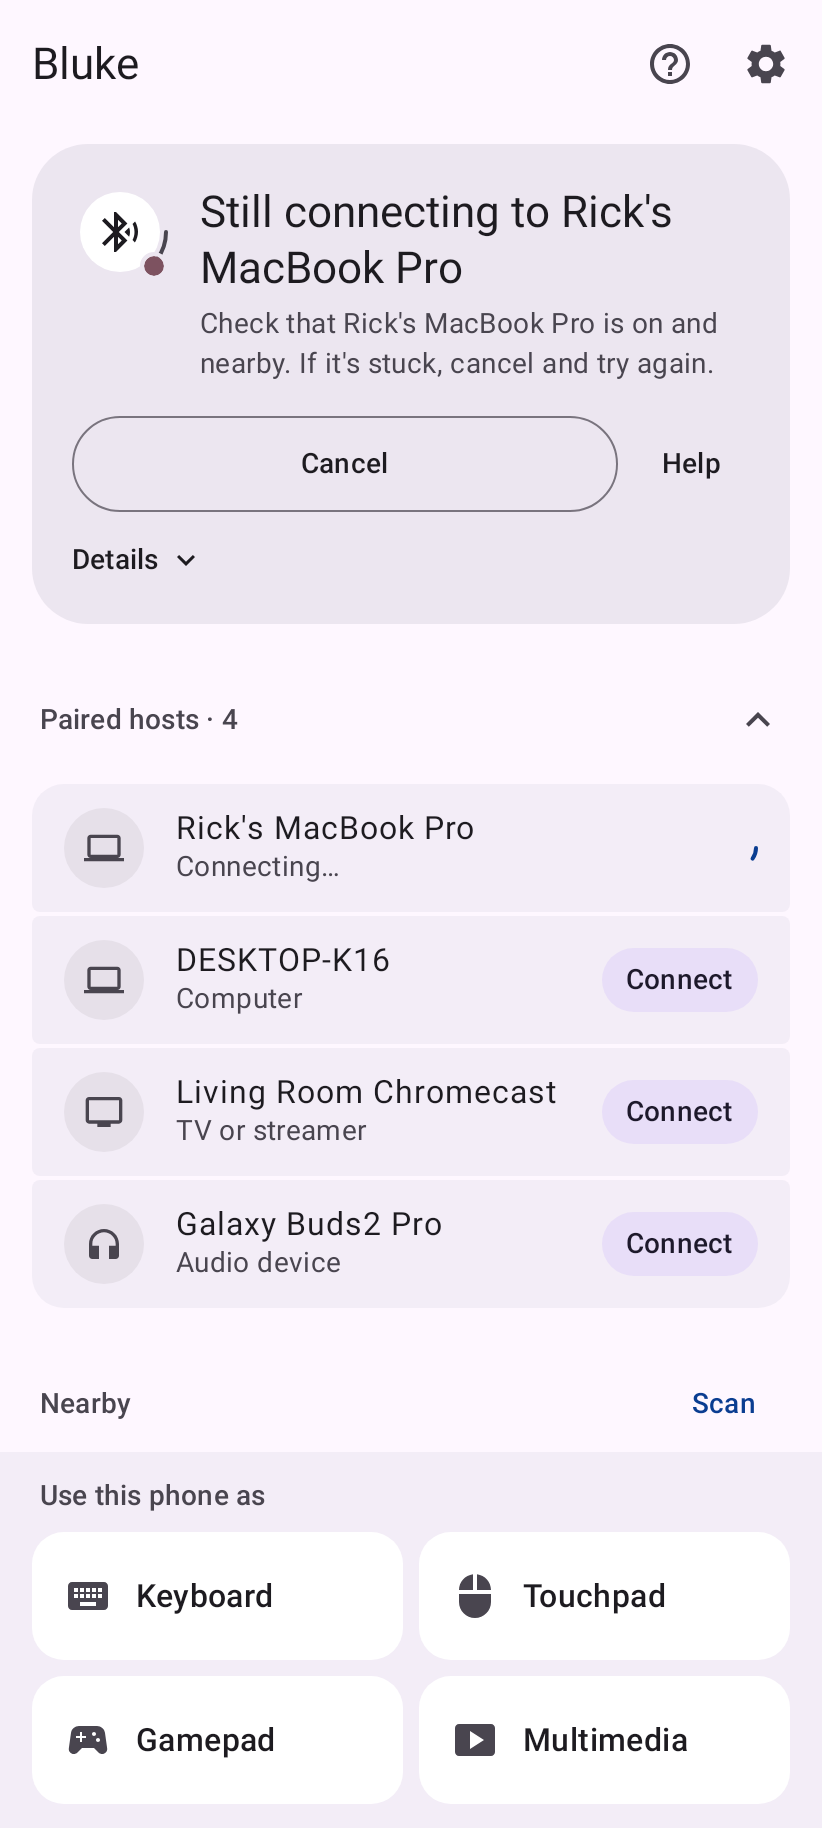 Bluke
Still connecting to Rick's
MacBook Pro
Check that Rick's MacBook Pro is on and
nearby. If it's stuck, cancel and try again.
Cancel
Help
Details
Paired hosts · 4
Rick's MacBook Pro
Connecting…
DESKTOP-K16
Computer
Connect
Living Room Chromecast
TV or streamer
Connect
Galaxy Buds2 Pro
Audio device
Connect
Nearby
Scan
Use this phone as
Keyboard
Touchpad
Gamepad
Multimedia